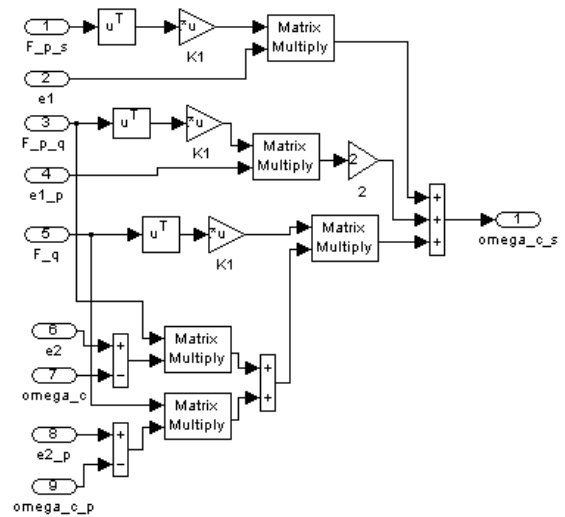 1
u^T
*u
Matrix
Multiply
F_p_s
K1
2
e1
3
u^T
*u
F_p_q
K1
Matrix
Multiply
2
4
e1_p
2
+
+
+
1
omega_c_s
5
u^T
*u
Matrix
Multiply
F_q
K1
6
e2
+
-
Matrix
Multiply
7
omega_c
+
+
Matrix
Multiply
8
e2_p
+
-
9
omega_c_p